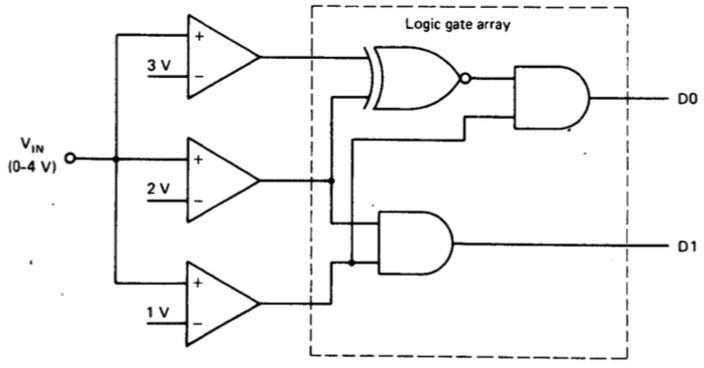 Logic gate array
+
3 V
−
D0
V_IN
(0-4 V)
+
2 V
−
D1
+
1 V
−